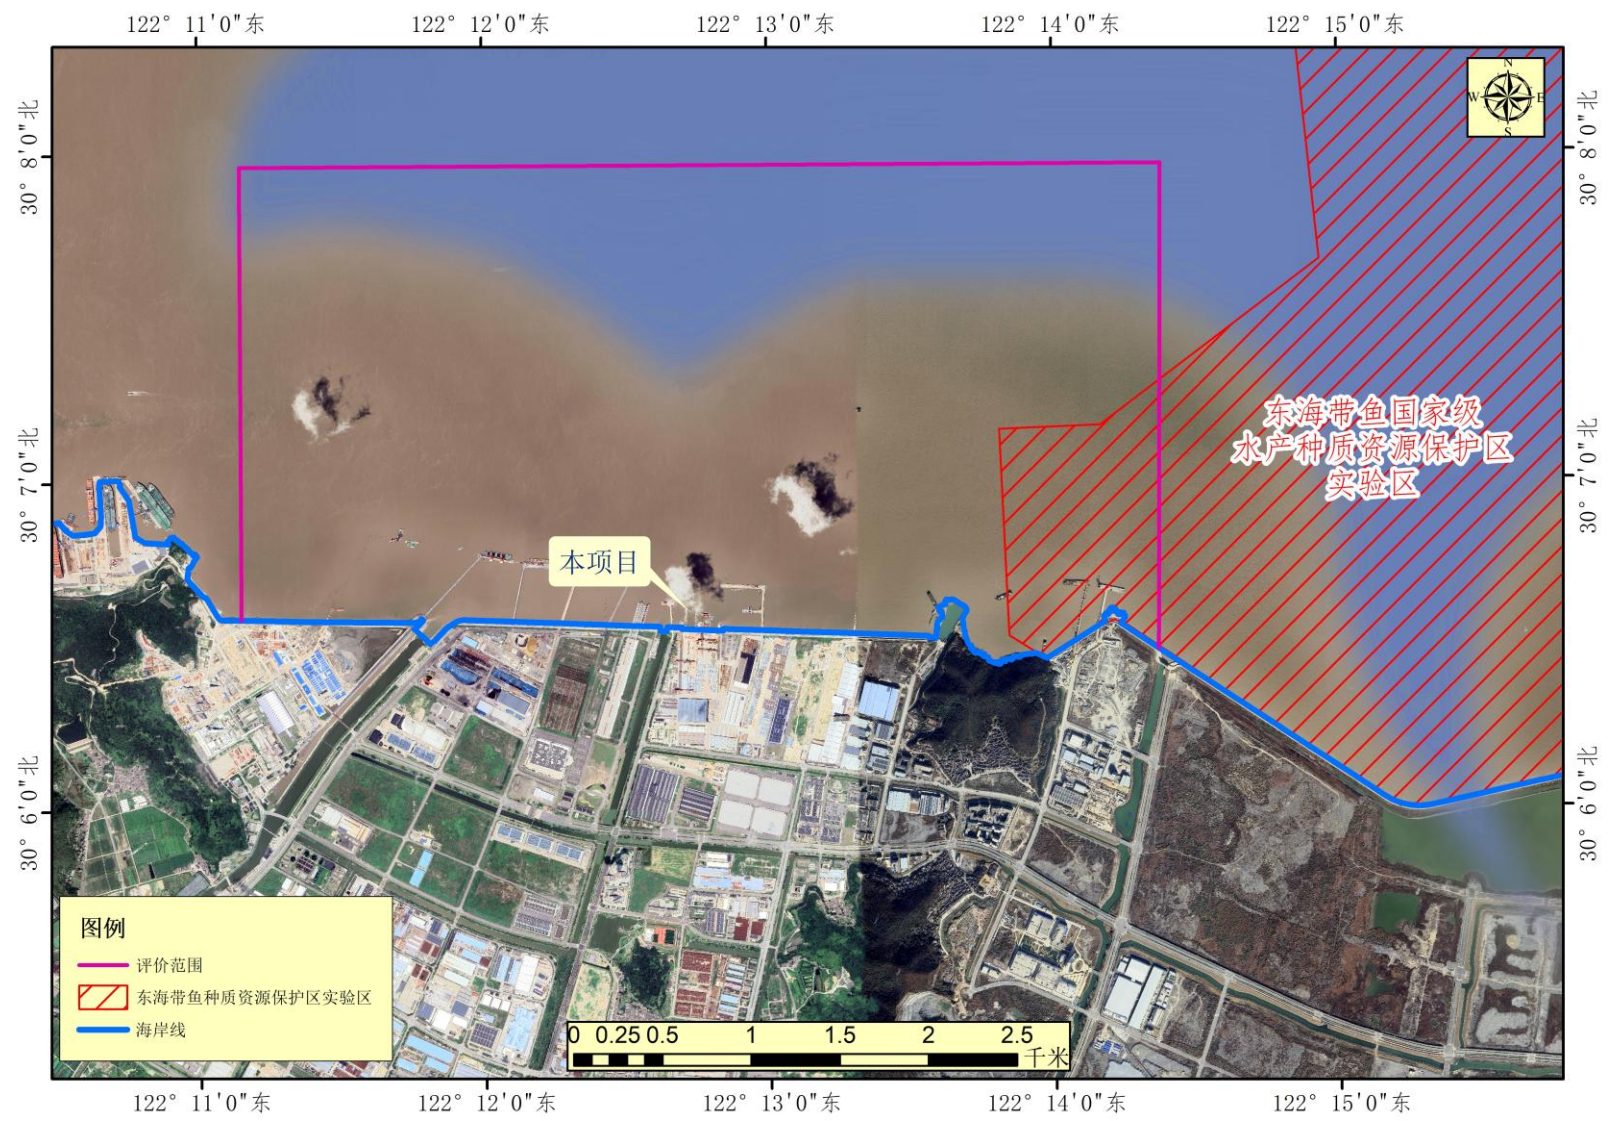 122° 11'0"东 122° 12'0"东 122° 13'0"东 122° 14'0"东 122° 15'0"东
30° 8'0"北
30° 7'0"北
30° 6'0"北
N
W E
S
30° 8'0"北
30° 7'0"北
30° 6'0"北
东海带鱼国家级
水产种质资源保护区
实验区
本项目
图例
评价范围
东海带鱼种质资源保护区实验区
海岸线
0 0.25 0.5 1 1.5 2 2.5
千米
122° 11'0"东 122° 12'0"东 122° 13'0"东 122° 14'0"东 122° 15'0"东